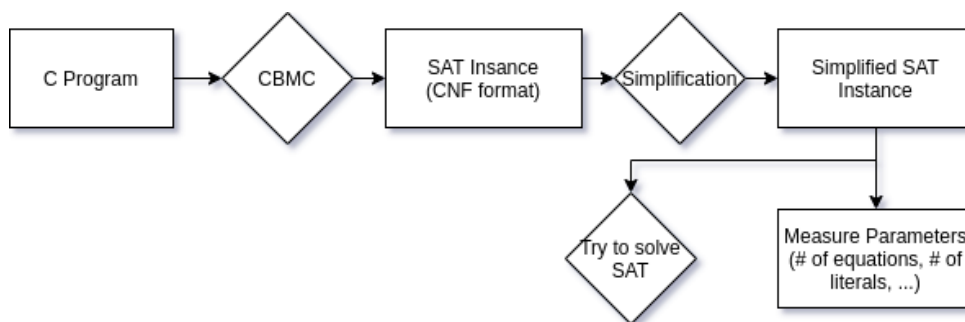 C Program
CBMC
SAT Insance
(CNF format)
Simplification
Simplified SAT
Instance
Try to solve
SAT
Measure Parameters
(# of equations, # of
literals, ...)